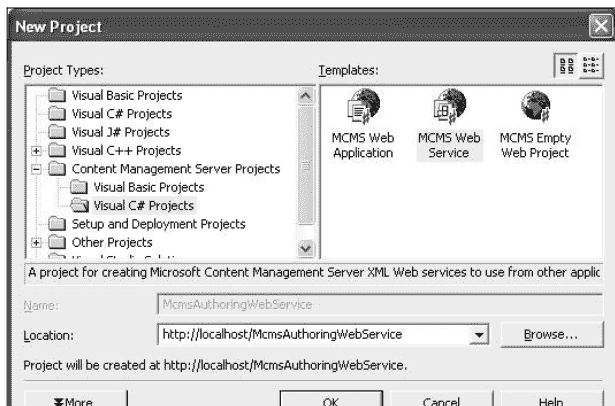 New Project
Project Types:
Templates:
Visual Basic Projects
Visual C# Projects
Visual J# Projects
Visual C++ Projects
Content Management Server Projects
Visual Basic Projects
Visual C# Projects
Setup and Deployment Projects
Other Projects
MCMS Web
Application
MCMS Web
Service
MCMS Empty
Web Project
A project for creating Microsoft Content Management Server XML Web services to use from other applic
Name:
McmsAuthoringWebService
Location:
http://localhost/McmsAuthoringWebService
Browse...
Project will be created at http://localhost/McmsAuthoringWebService.
More
OK
Cancel
Help